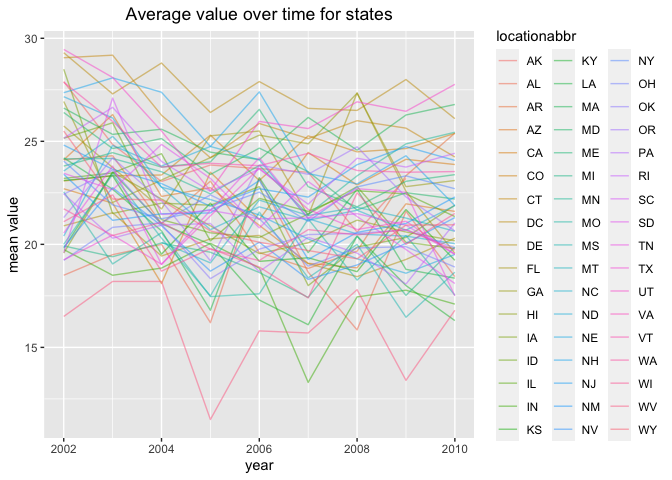 Average value over time for states
30
25
20
15
mean value
2002
2004
2006
2008
2010
year
locationabbr
AK
AL
AR
AZ
CA
CO
CT
DC
DE
FL
GA
HI
IA
ID
IL
IN
KS
KY
LA
MA
MD
ME
MI
MN
MO
MS
MT
NC
ND
NE
NH
NJ
NM
NV
NY
OH
OK
OR
PA
RI
SC
SD
TN
TX
UT
VA
VT
WA
WI
WV
WY